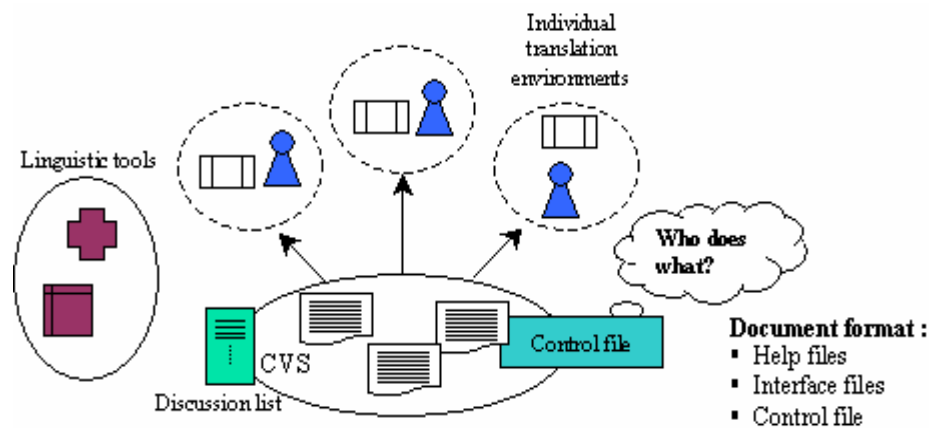 Individual
translation
environments
Linguistic tools
Who does
what?
Control file
CVS
Discussion list
Document format :
▪ Help files
▪ Interface files
▪ Control file